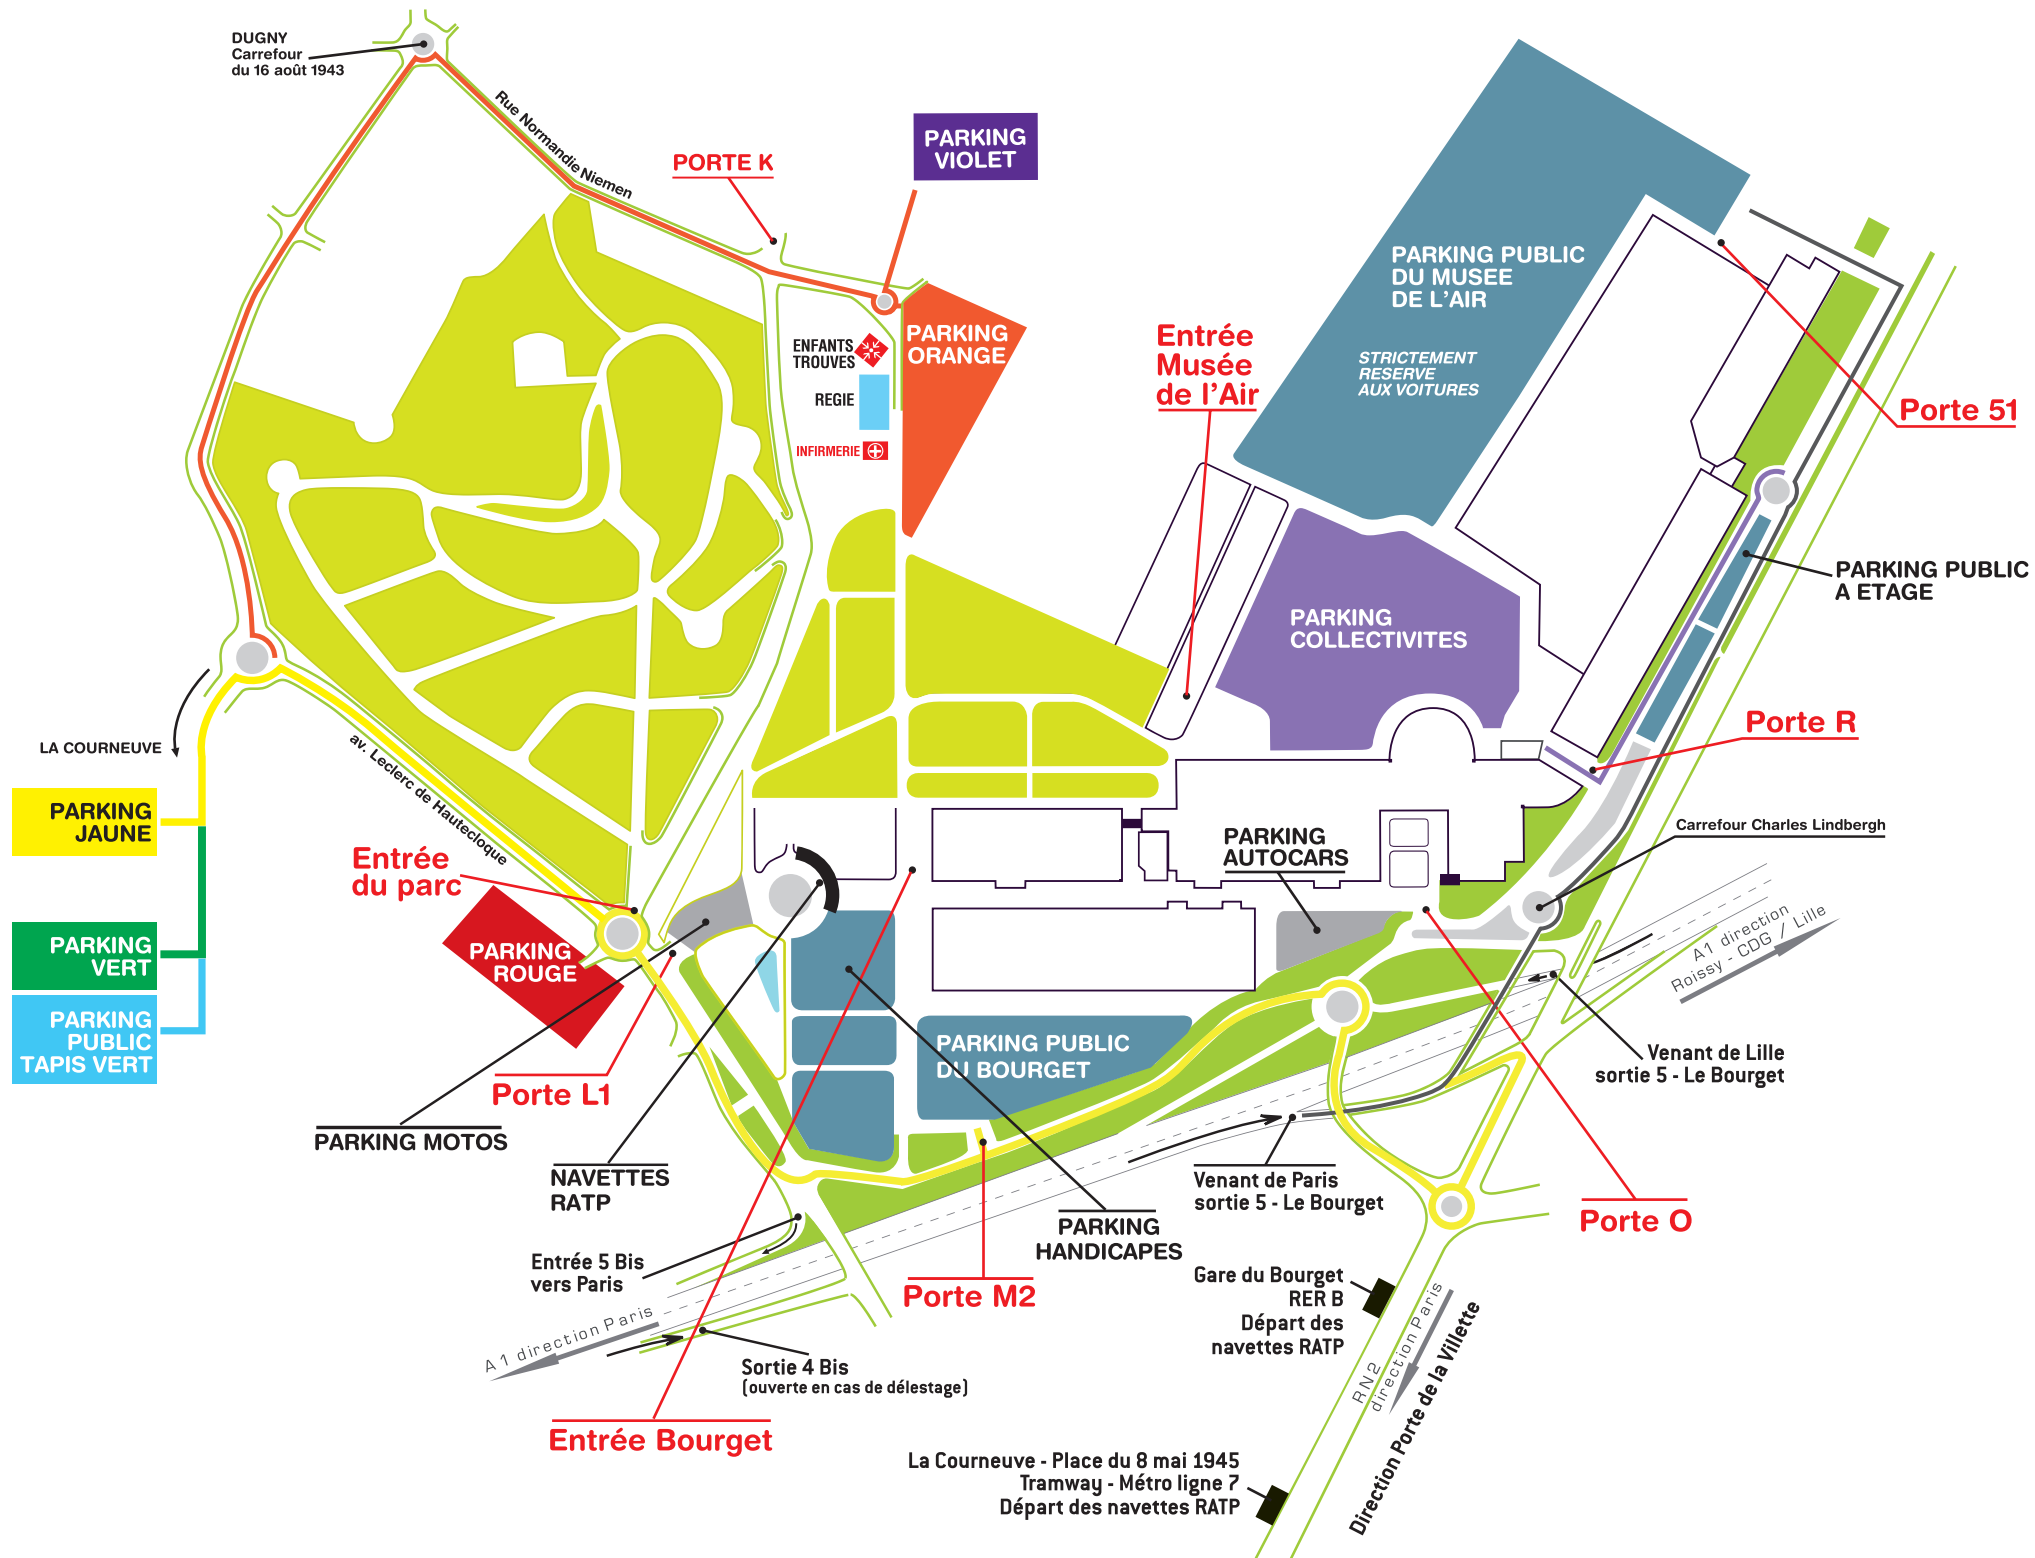 DUGNY
Carrefour
du 16 août 1943
Rue Normandie Niemen
PORTE K
PARKING
VIOLET
ENFANTS
TROUVES
REGIE
INFIRMERIE
PARKING
ORANGE
Entrée
Musée
de l'Air
PARKING PUBLIC
DU MUSEE
DE L'AIR
STRICTEMENT
RESERVE
AUX VOITURES
Porte 51
PARKING PUBLIC
A ETAGE
PARKING
COLLECTIVITES
Porte R
Carrefour Charles Lindbergh
LA COURNEUVE
av. Leclerc de Hautecloque
PARKING
JAUNE
PARKING
VERT
PARKING
PUBLIC
TAPIS VERT
Entrée
du parc
PARKING
ROUGE
PARKING
AUTOCARS
A1 direction
Roissy - CDG / Lille
PARKING PUBLIC
DU BOURGET
Venant de Lille
sortie 5 - Le Bourget
Porte L1
PARKING MOTOS
NAVETTES
RATP
Venant de Paris
sortie 5 - Le Bourget
PARKING
HANDICAPES
Porte O
Entrée 5 Bis
vers Paris
Porte M2
Gare du Bourget
RER B
Départ des
navettes RATP
A1 direction Paris
Sortie 4 Bis
(ouverte en cas de délestage)
RN2
direction Paris
Direction Porte de la Villette
Entrée Bourget
La Courneuve - Place du 8 mai 1945
Tramway - Métro ligne 7
Départ des navettes RATP